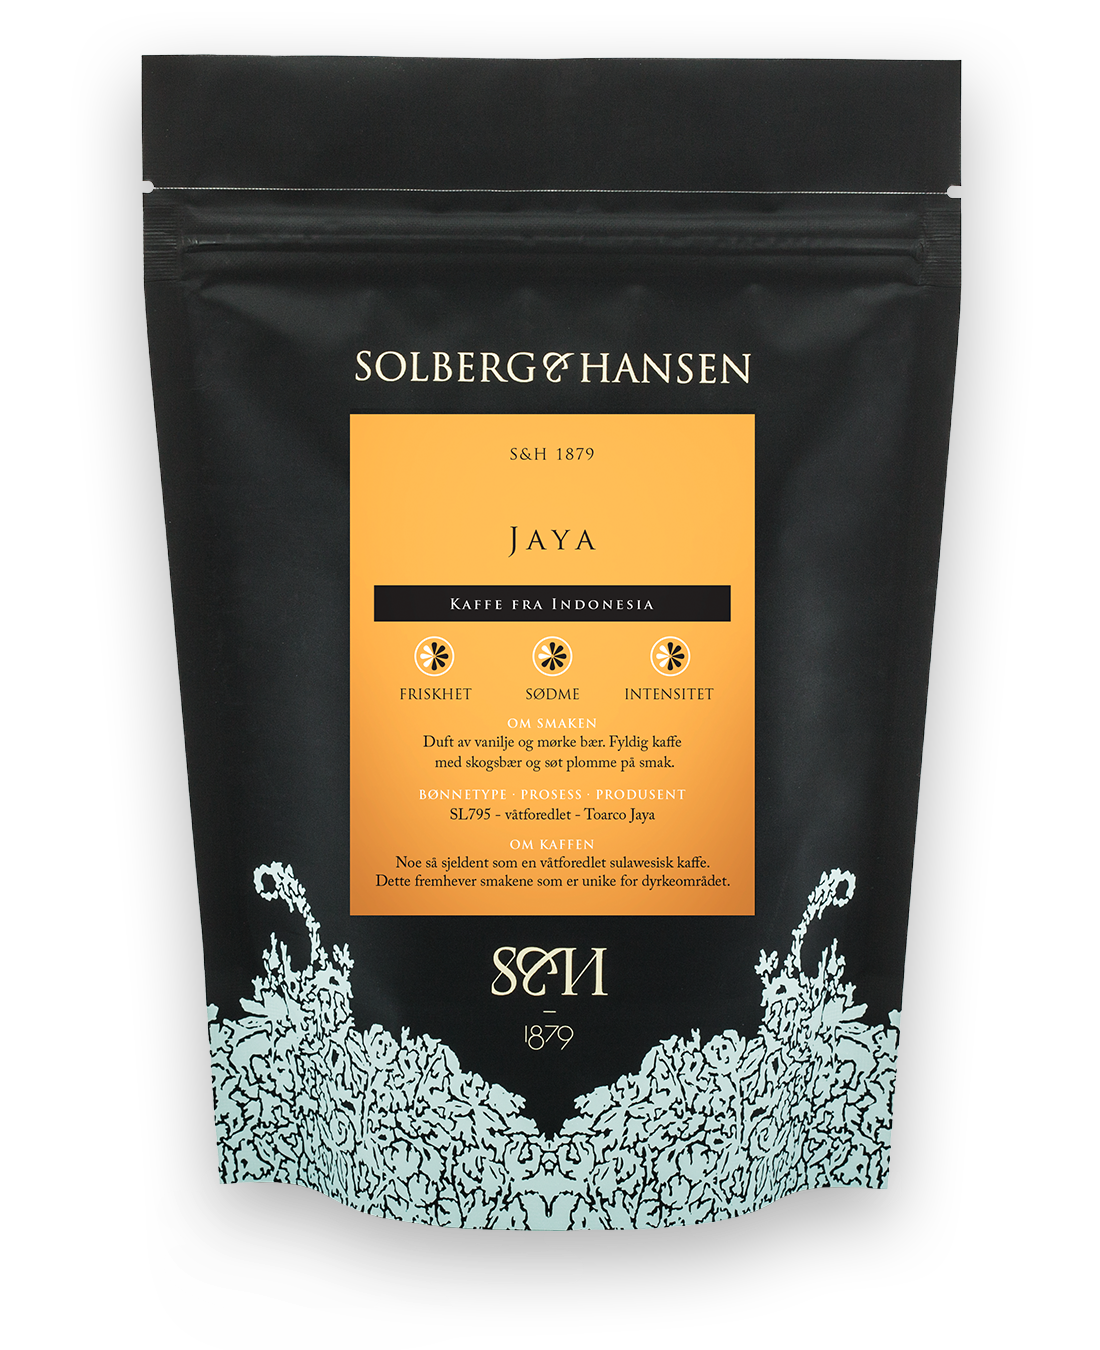 SOLBERG & HANSEN
S&H 1879
JAYA
KAFFE FRA INDONESIA
FRISKHET SØDME INTENSITET
OM SMAKEN
Duft av vanilje og mørke bær. Fyldig kaffe
med skogsbær og søt plomme på smak.
BØNNETYPE · PROSESS · PRODUSENT
SL795 - våtforedlet - Toarco Jaya
OM KAFFEN
Noe så sjeldent som en våtforedlet sulawesisk kaffe.
Dette fremhever smakene som er unike for dyrkeområdet.
S&H
1879